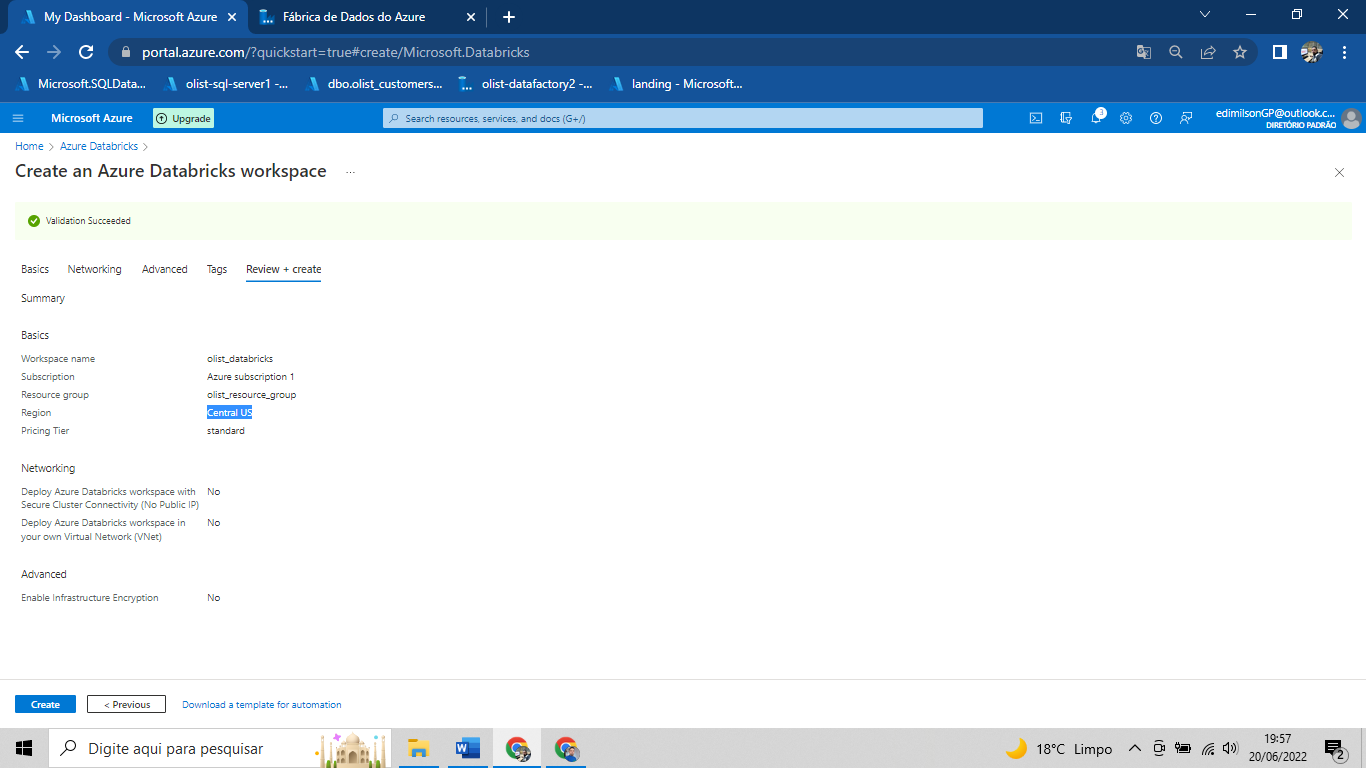 My Dashboard - Microsoft Azure
Fábrica de Dados do Azure
portal.azure.com/?quickstart=true#create/Microsoft.Databricks
Microsoft.SQLData...
olist-sql-server1 -...
dbo.olist_customers...
olist-datafactory2 -...
landing - Microsoft...
Microsoft Azure
Upgrade
Search resources, services, and docs (G+/)
3
edimilsonGP@outlook.c...
DIRETÓRIO PADRÃO
Home > Azure Databricks >
Create an Azure Databricks workspace ...
Validation Succeeded
Basics Networking Advanced Tags Review + create
Summary
Basics
Workspace name olist_databricks
Subscription Azure subscription 1
Resource group olist_resource_group
Region Central US
Pricing Tier standard
Networking
Deploy Azure Databricks workspace with No
Secure Cluster Connectivity (No Public IP)
Deploy Azure Databricks workspace in No
your own Virtual Network (VNet)
Advanced
Enable Infrastructure Encryption No
Create
< Previous
Download a template for automation
Digite aqui para pesquisar
18°C Limpo
19:57
20/06/2022
2